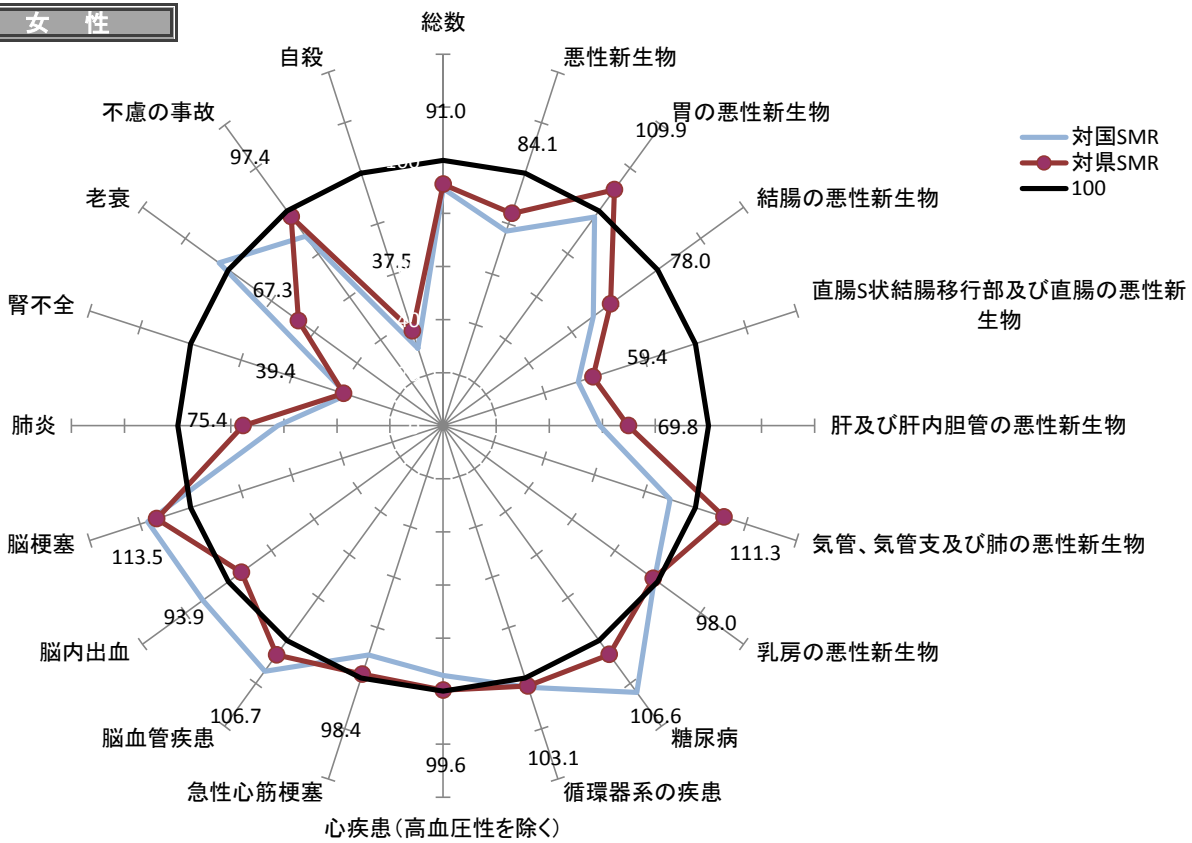 女 性
総数
自殺
悪性新生物
不慮の事故
胃の悪性新生物
91.0
109.9
対国SMR
対県SMR
100
84.1
97.4
100
老衰
結腸の悪性新生物
37.5
78.0
67.3
腎不全
直腸S状結腸移行部及び直腸の悪性新
生物
40
59.4
39.4
肺炎
75.4
69.8
肝及び肝内胆管の悪性新生物
脳梗塞
113.5
111.3
気管、気管支及び肺の悪性新生物
93.9
98.0
脳内出血
乳房の悪性新生物
106.7
106.6
脳血管疾患
98.4
99.6
103.1
糖尿病
急性心筋梗塞
循環器系の疾患
心疾患(高血圧性を除く)